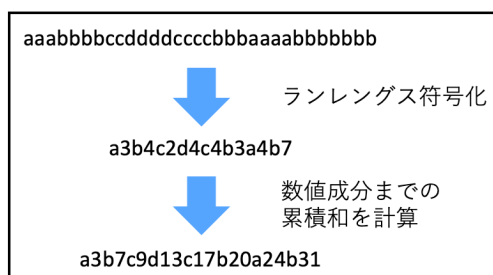 aaabbbbccddddccccbbbaaaabbbbbbb
ランレングス符号化
a3b4c2d4c4b3a4b7
数値成分までの
累積和を計算
a3b7c9d13c17b20a24b31